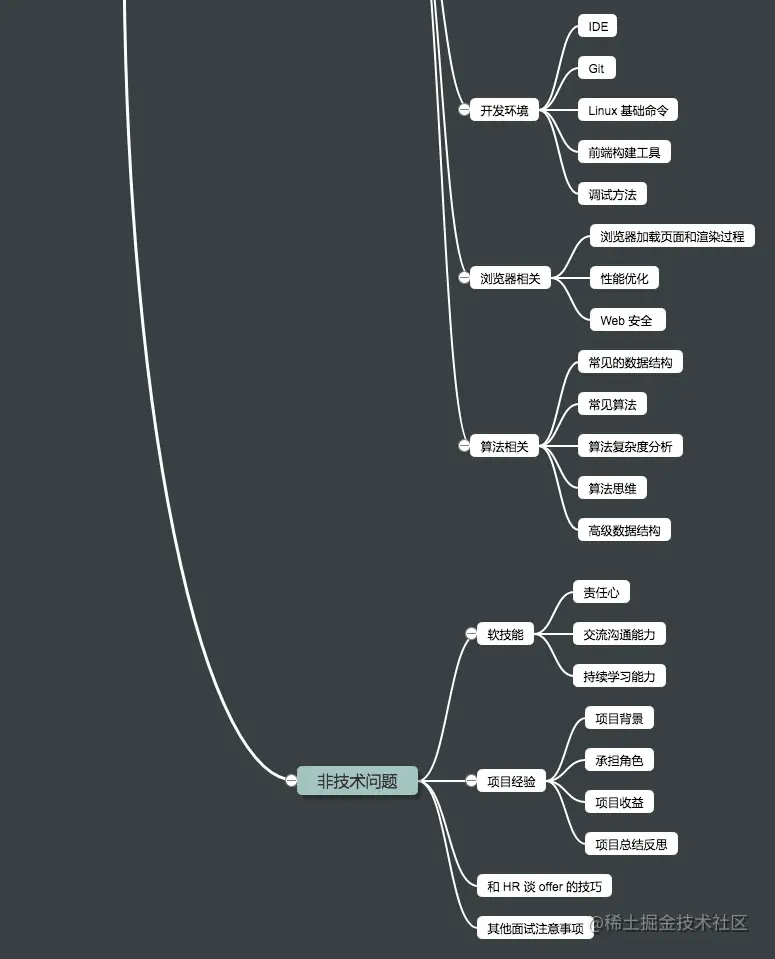 IDE
Git
开发环境
Linux 基础命令
前端构建工具
调试方法
浏览器加载页面和渲染过程
浏览器相关
性能优化
Web 安全
常见的数据结构
常见算法
算法相关
算法复杂度分析
算法思维
高级数据结构
责任心
软技能
交流沟通能力
持续学习能力
项目背景
承担角色
非技术问题
项目经验
项目收益
项目总结反思
和 HR 谈 offer 的技巧
其他面试注意事项
@稀土掘金技术社区